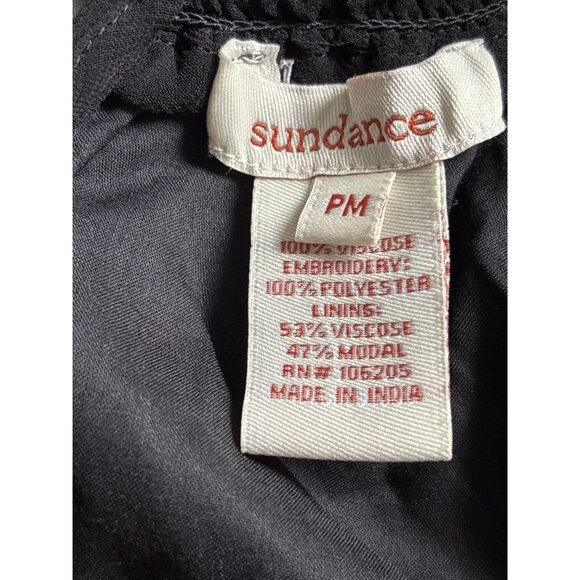 sundance
PM
100% VISCOSE
EMBROIDERY:
100% POLYESTER
LINING:
53% VISCOSE
47% MODAL
RN# 106205
MADE IN INDIA